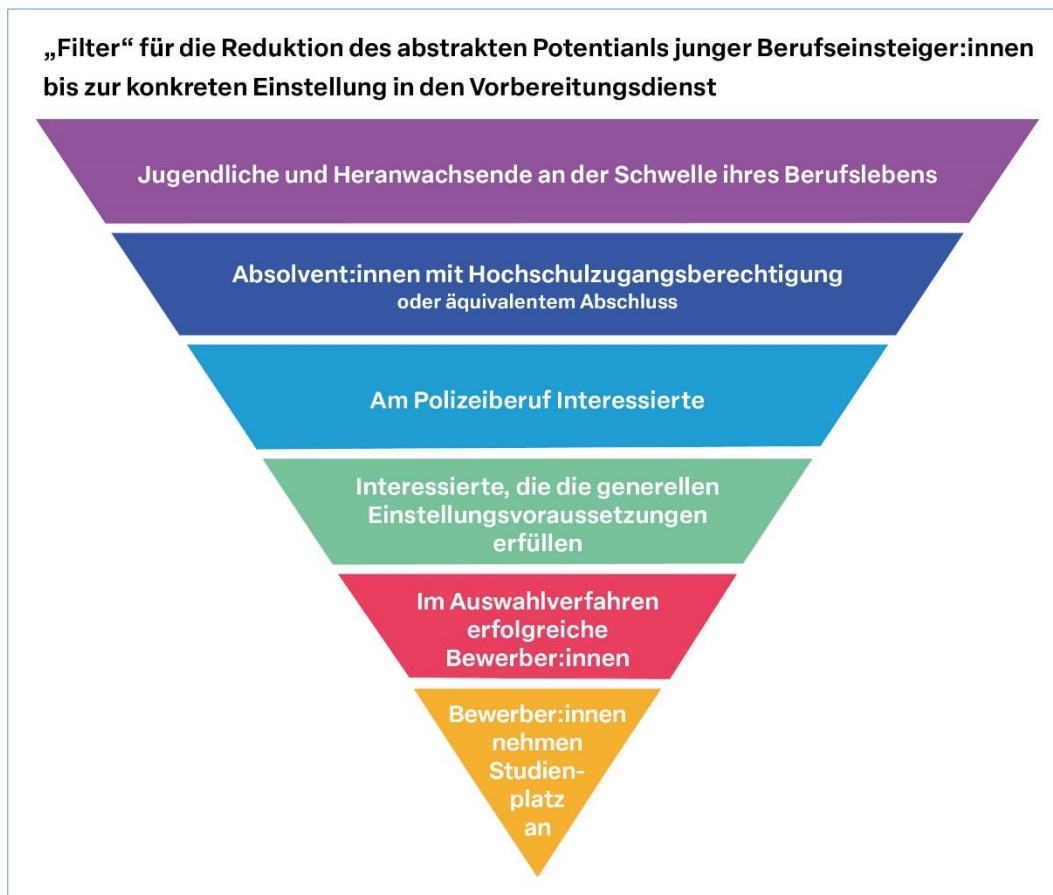 „Filter“ für die Reduktion des abstrakten Potentianls junger Berufseinsteiger:innen
bis zur konkreten Einstellung in den Vorbereitungsdienst
Jugendliche und Heranwachsende an der Schwelle ihres Berufslebens
Absolvent:innen mit Hochschulzugangsberechtigung
oder äquivalentem Abschluss
Am Polizeiberuf Interessierte
Interessierte, die die generellen
Einstellungsvoraussetzungen
erfüllen
Im Auswahlverfahren
erfolgreiche
Bewerber:innen
Bewerber:innen
nehmen
Studien-
platz
an